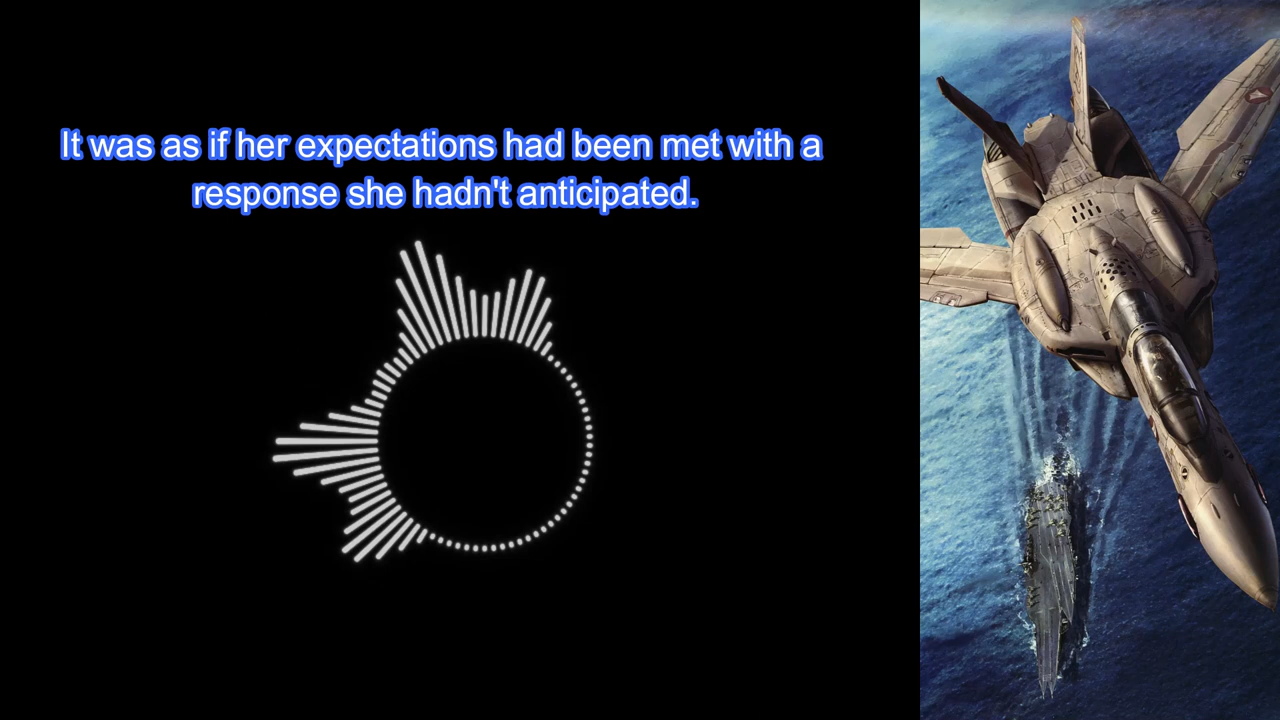 It was as if her expectations had been met with a
response she hadn't anticipated.